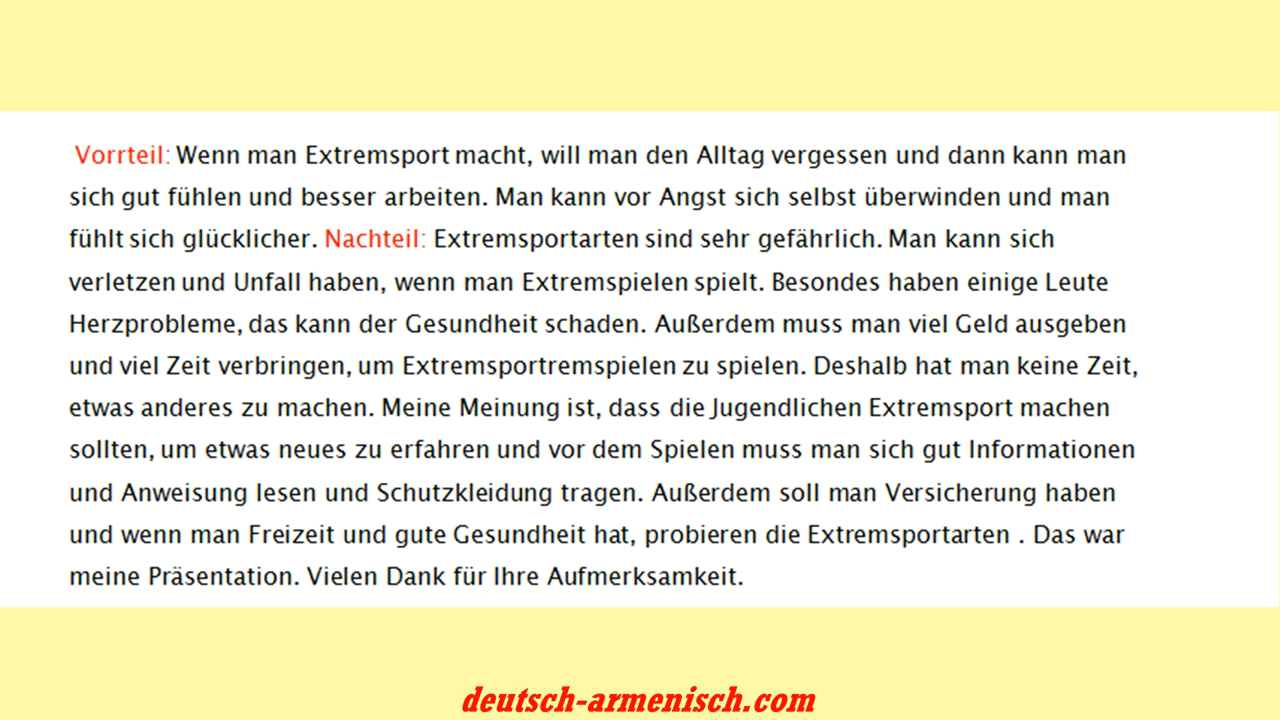 Vorrteil: Wenn man Extremsport macht, will man den Alltag vergessen und dann kann man
sich gut fühlen und besser arbeiten. Man kann vor Angst sich selbst überwinden und man
fühlt sich glücklicher. Nachteil: Extremsportarten sind sehr gefährlich. Man kann sich
verletzen und Unfall haben, wenn man Extremspielen spielt. Besondes haben einige Leute
Herzprobleme, das kann der Gesundheit schaden. Außerdem muss man viel Geld ausgeben
und viel Zeit verbringen, um Extremsportremspielen zu spielen. Deshalb hat man keine Zeit,
etwas anderes zu machen. Meine Meinung ist, dass die Jugendlichen Extremsport machen
sollten, um etwas neues zu erfahren und vor dem Spielen muss man sich gut Informationen
und Anweisung lesen und Schutzkleidung tragen. Außerdem soll man Versicherung haben
und wenn man Freizeit und gute Gesundheit hat, probieren die Extremsportarten . Das war
meine Präsentation. Vielen Dank für Ihre Aufmerksamkeit.
deutsch-armenisch.com